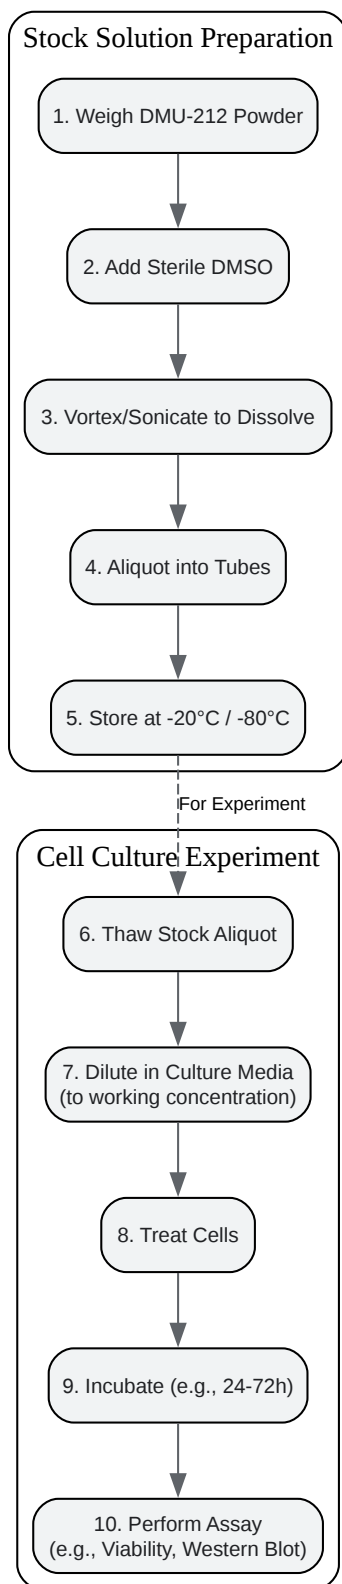 Stock Solution Preparation
1. Weigh DMU-212 Powder
2. Add Sterile DMSO
3. Vortex/Sonicate to Dissolve
4. Aliquot into Tubes
5. Store at -20°C / -80°C
For Experiment
Cell Culture Experiment
6. Thaw Stock Aliquot
7. Dilute in Culture Media
(to working concentration)
8. Treat Cells
9. Incubate (e.g., 24-72h)
10. Perform Assay
(e.g., Viability, Western Blot)